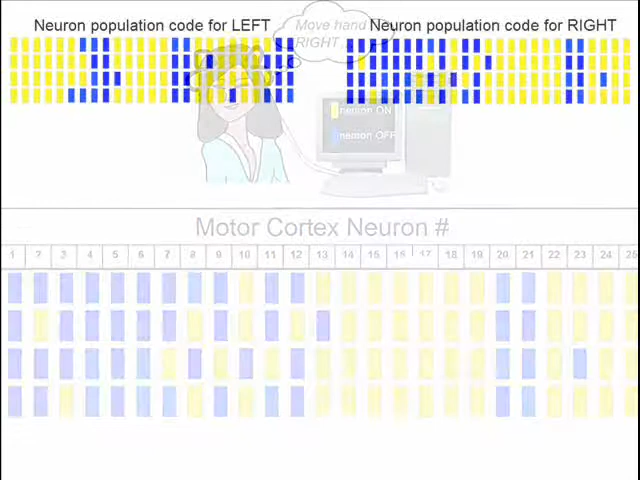 Neuron population code for LEFT
Neuron population code for RIGHT
Move hand
RIGHT...
neuron ON
neuron OFF
Motor Cortex Neuron #
1 2 3 4 5 6 7 8 9 10 11 12 13 14 15 16 17 18 19 20 21 22 23 24 25